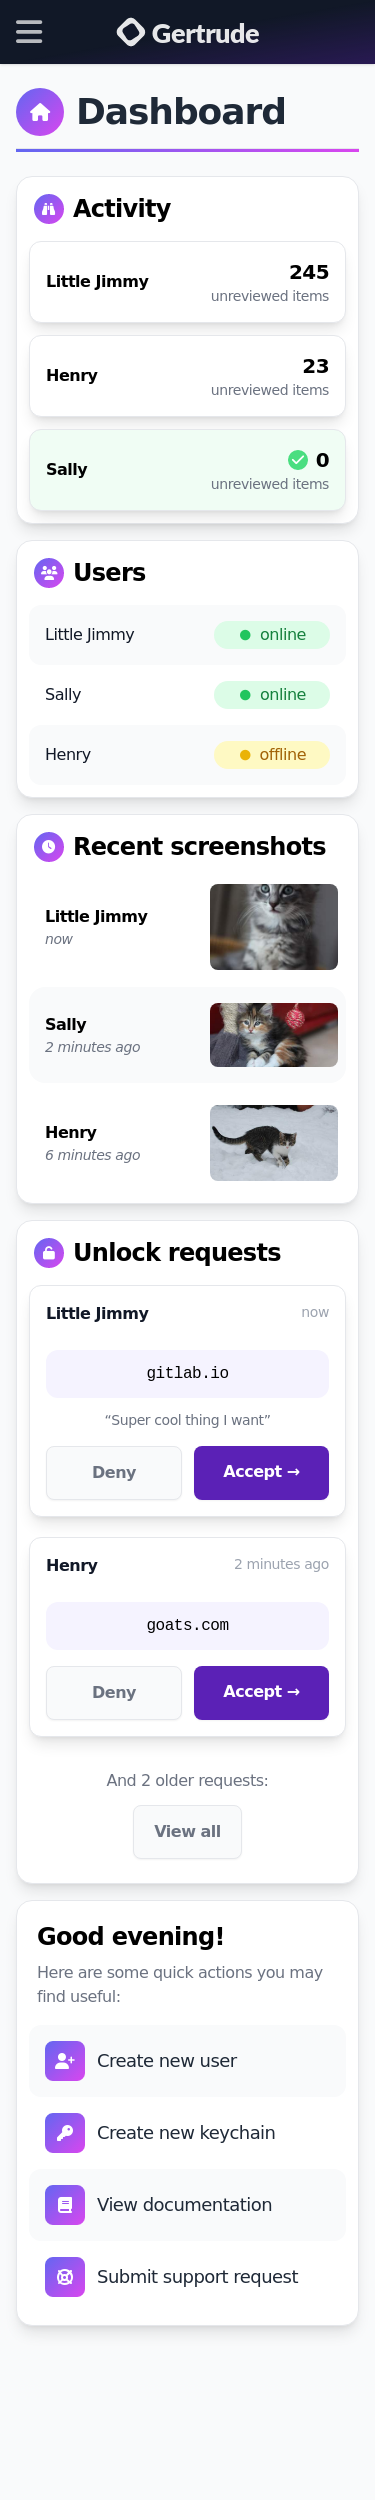 Gertrude
Dashboard
Activity
Little Jimmy
245
unreviewed items
Henry
23
unreviewed items
Sally
0
unreviewed items
Users
Little Jimmy
online
Sally
online
Henry
offline
Recent screenshots
Little Jimmy
now
Sally
2 minutes ago
Henry
6 minutes ago
Unlock requests
Little Jimmy
now
gitlab.io
“Super cool thing I want”
Deny
Accept →
Henry
2 minutes ago
goats.com
Deny
Accept →
And 2 older requests:
View all
Good evening!
Here are some quick actions you may
find useful:
Create new user
Create new keychain
View documentation
Submit support request